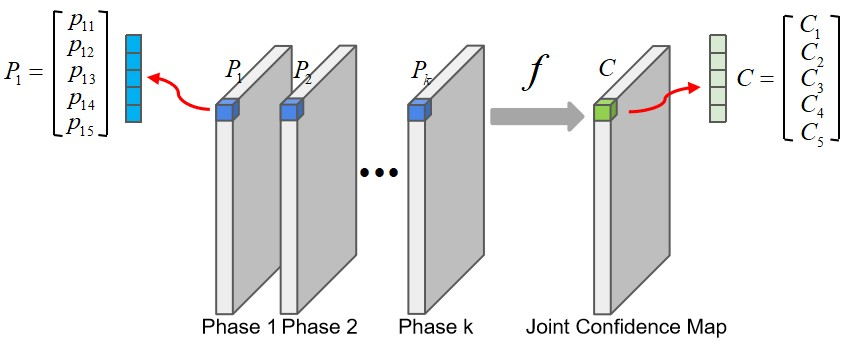 P₁ = [p₁₁ p₁₂ p₁₃ p₁₄ p₁₅]
P₁
P₂
Pₖ
f
C
C = [C₁ C₂ C₃ C₄ C₅]
•••
Phase 1
Phase 2
Phase k
Joint Confidence Map